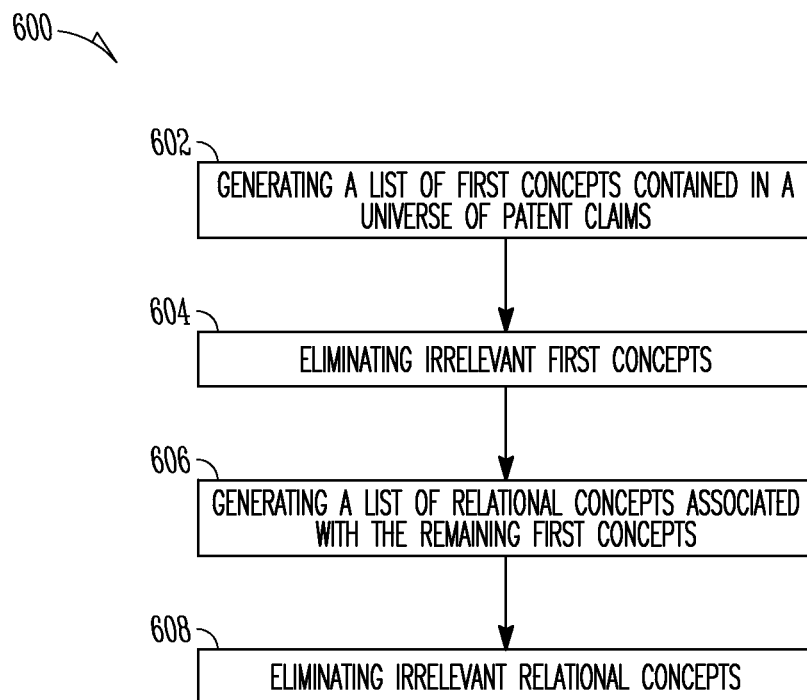 600
602
GENERATING A LIST OF FIRST CONCEPTS CONTAINED IN A
UNIVERSE OF PATENT CLAIMS
604
ELIMINATING IRRELEVANT FIRST CONCEPTS
606
GENERATING A LIST OF RELATIONAL CONCEPTS ASSOCIATED
WITH THE REMAINING FIRST CONCEPTS
608
ELIMINATING IRRELEVANT RELATIONAL CONCEPTS